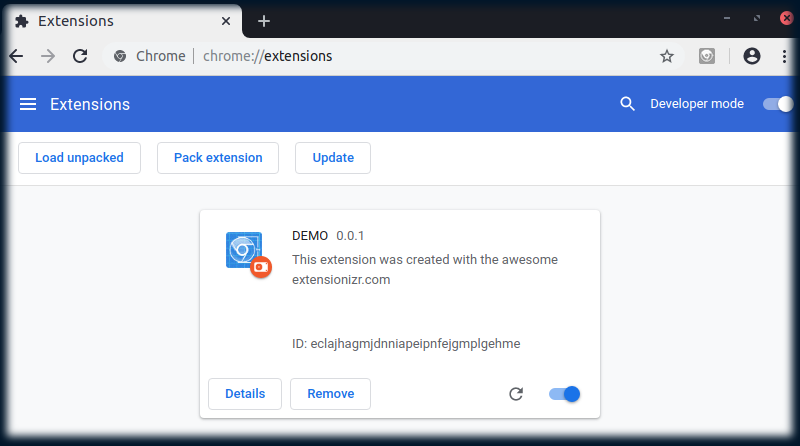 Extensions
Chrome | chrome://extensions
Extensions
Developer mode
Load unpacked
Pack extension
Update
DEMO 0.0.1
This extension was created with the awesome
extensionizr.com
ID: eclajhagmjdnniapeipnfejgmplgehme
Details
Remove